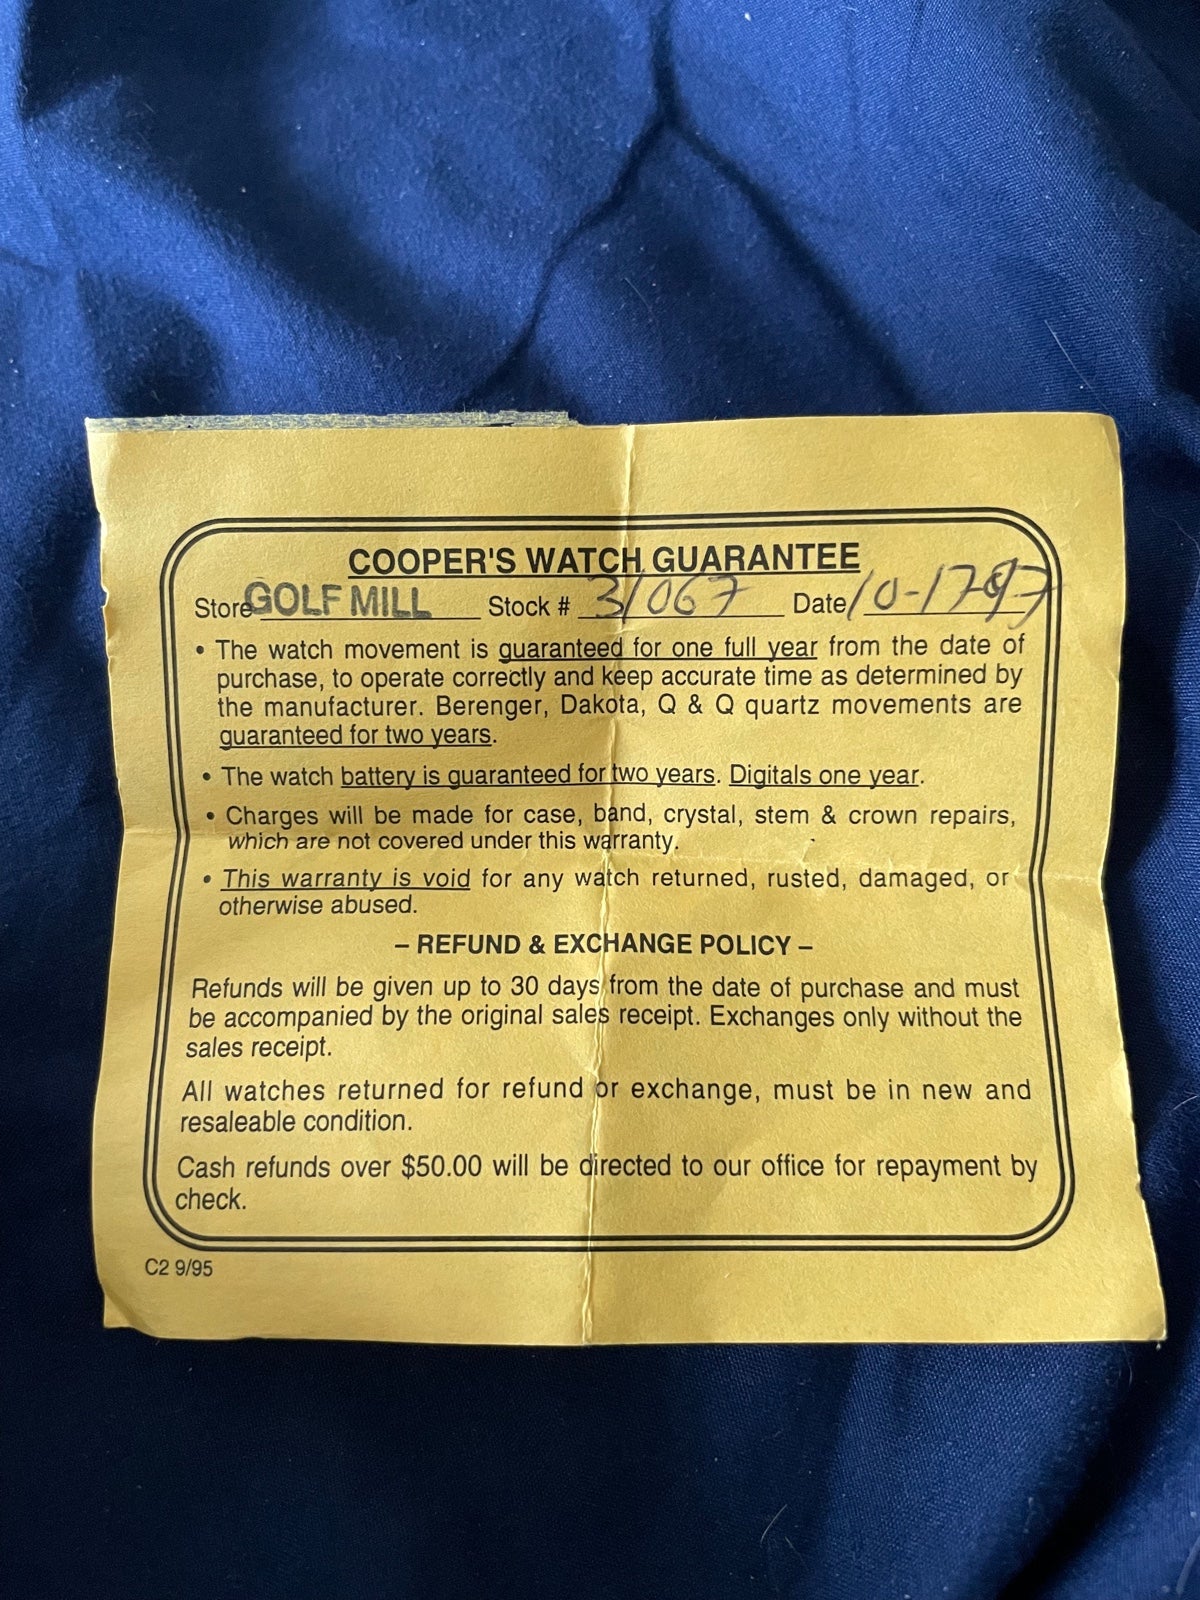 COOPER'S WATCH GUARANTEE
Store GOLF MILL Stock # 31067 Date 10-17-97
• The watch movement is guaranteed for one full year from the date of
purchase, to operate correctly and keep accurate time as determined by
the manufacturer. Berenger, Dakota, Q & Q quartz movements are
guaranteed for two years.
• The watch battery is guaranteed for two years. Digitals one year.
• Charges will be made for case, band, crystal, stem & crown repairs,
which are not covered under this warranty.
• This warranty is void for any watch returned, rusted, damaged, or
otherwise abused.
– REFUND & EXCHANGE POLICY –
Refunds will be given up to 30 days from the date of purchase and must
be accompanied by the original sales receipt. Exchanges only without the
sales receipt.
All watches returned for refund or exchange, must be in new and
resaleable condition.
Cash refunds over $50.00 will be directed to our office for repayment by
check.
C2 9/95